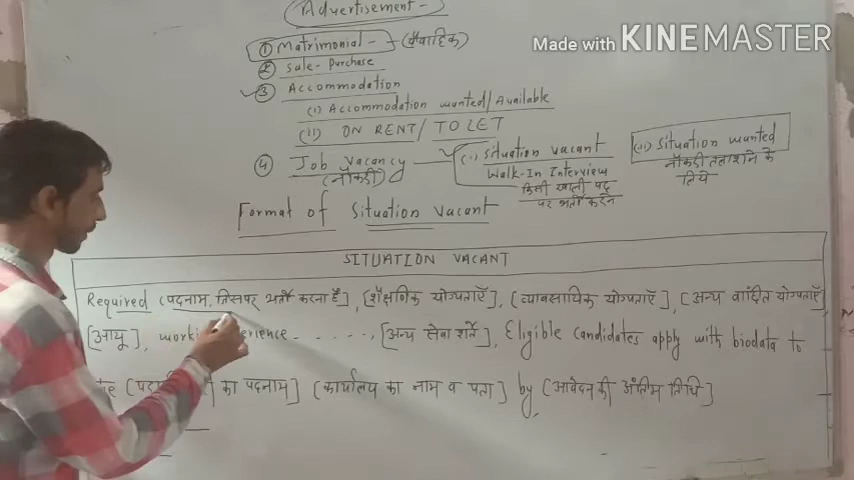 Advertisement -
Made with KINEMASTER
① Matrimonial - → (वैवाहिक)
② Sale - Purchase
③ Accommodation
(i) Accommodation wanted/Available
(ii) ON RENT/ TO LET
④ Job Vacancy → (i) Situation vacant
(नौकरी)
Walk-In Interview
किसी खाली पद
पर भर्ती करने
(ii) Situation wanted
नौकरी तलाशने के
लिये
Format of Situation vacant
SITUATION VACANT
Required (पदनाम, जिसपर भर्ती करना है], [शैक्षणिक योग्यताएँ], (व्यावसायिक योग्यताएँ], [अन्य वांछित योग्यताएँ]
[आयु], working experience - . . . . ., [अन्य सेवा शर्तें], Eligible candidates apply with biodata to
का पदनाम] (कार्यालय का नाम व पता] by [आवेदन की अंतिम तिथि]